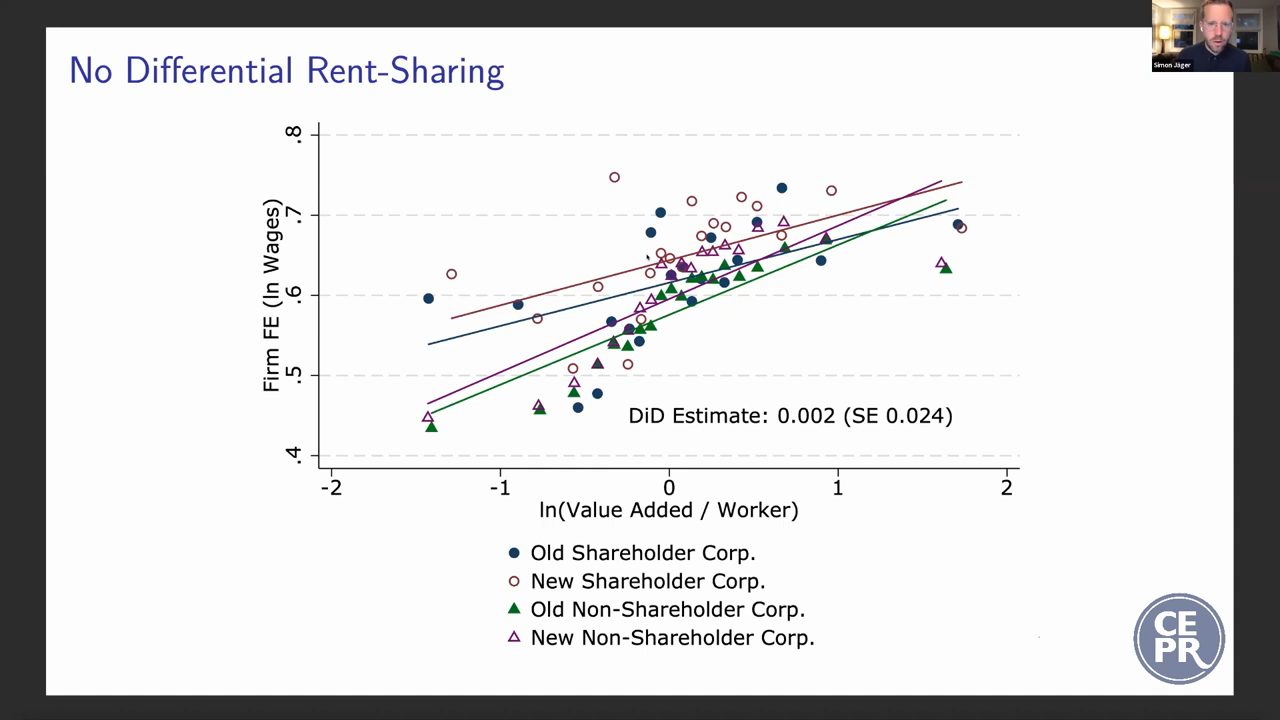 No Differential Rent-Sharing
Simon Jäger
Firm FE (ln Wages)
.8
.7
.6
.5
.4
DiD Estimate: 0.002 (SE 0.024)
-2 -1 0 1 2
ln(Value Added / Worker)
Old Shareholder Corp.
New Shareholder Corp.
Old Non-Shareholder Corp.
New Non-Shareholder Corp.
CE
PR